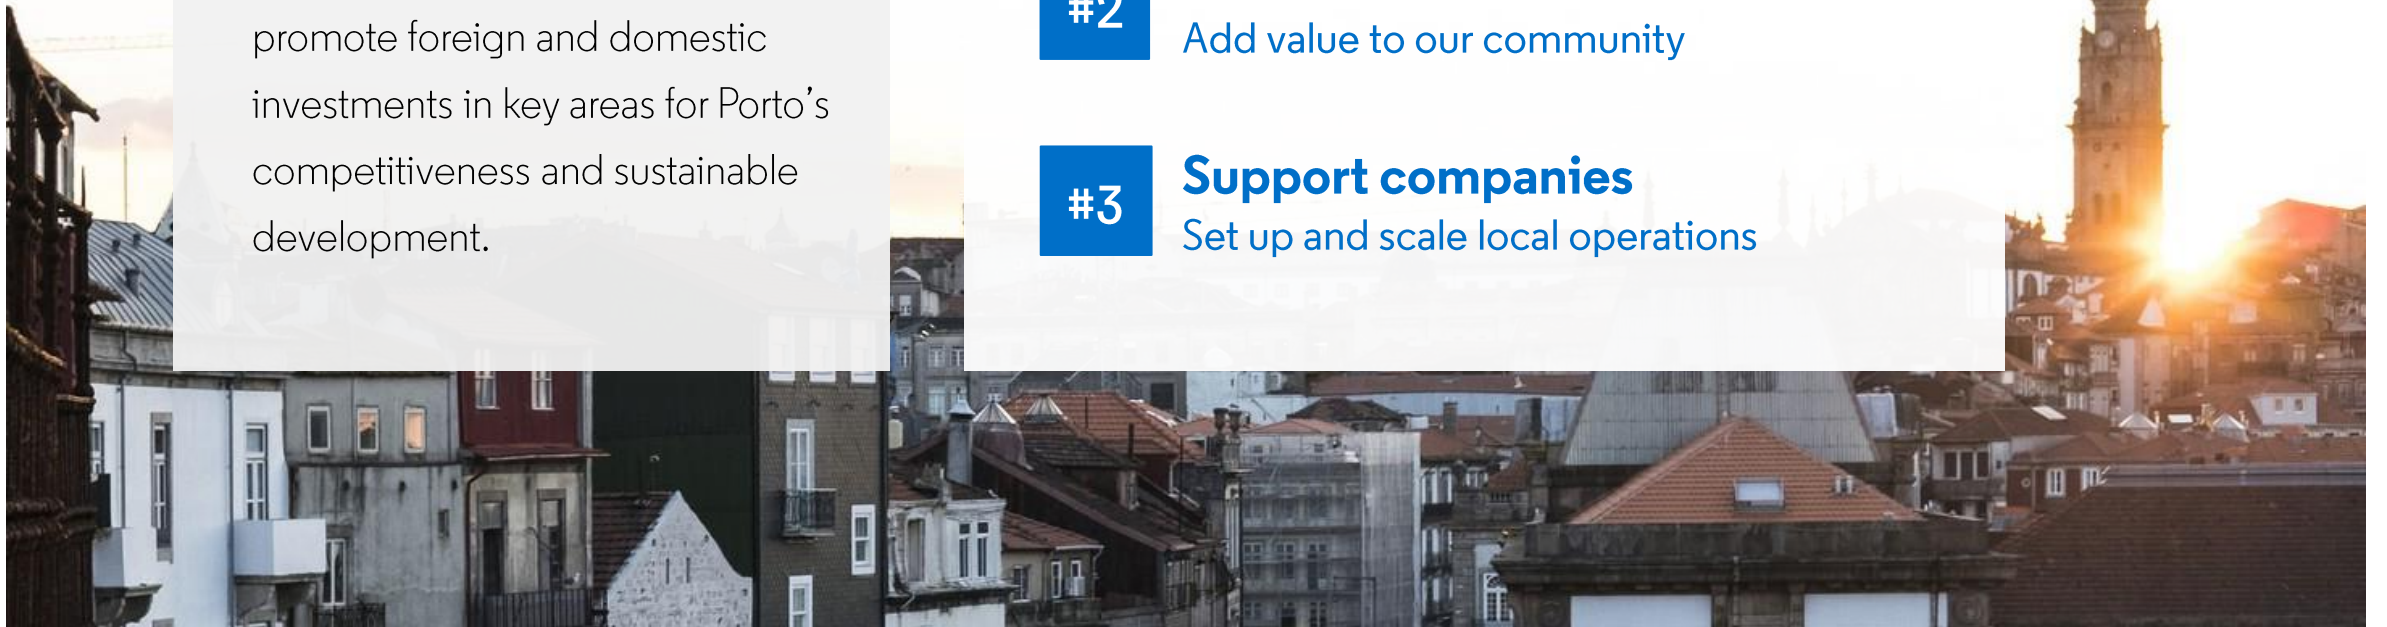 promote foreign and domestic
investments in key areas for Porto's
competitiveness and sustainable
development.
#2
Add value to our community
#3
Support companies
Set up and scale local operations